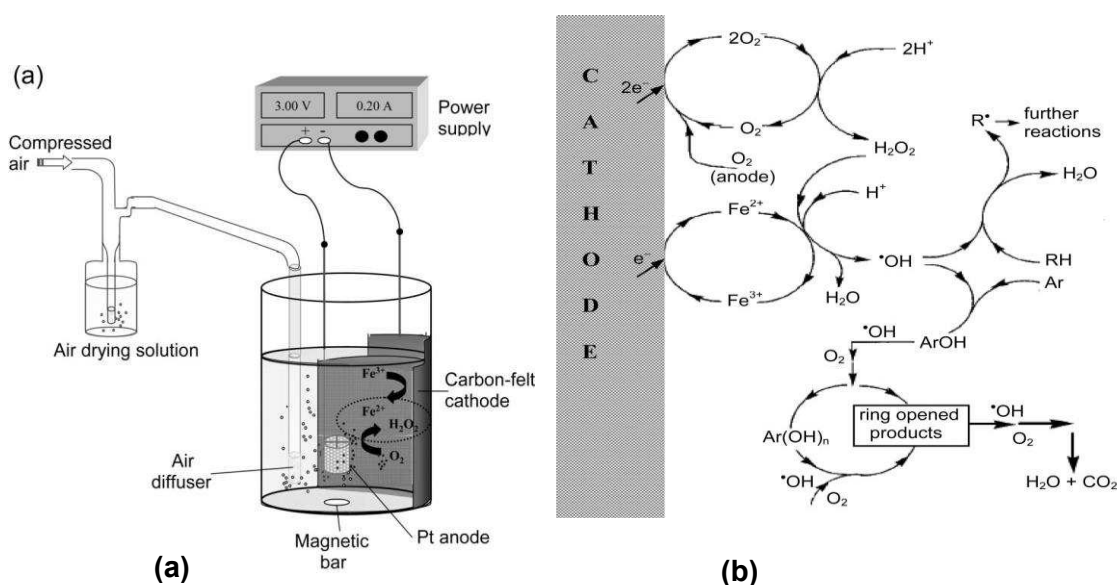 (a)
3.00 V
0.20 A
+ -
Power
supply
Compressed
air
Air drying solution
Fe³⁺
Fe²⁺
H₂O₂
O₂
Carbon-felt
cathode
Air
diffuser
Pt anode
Magnetic
bar
(a)
C
A
T
H
O
D
E
2O₂⁻
2H⁺
2e⁻
O₂
O₂
(anode)
H₂O₂
R• → further
reactions
H₂O
H⁺
Fe²⁺
e⁻
•OH
RH
Fe³⁺
H₂O
Ar
•OH
ArOH
O₂
Ar(OH)n
ring opened
products
•OH
O₂
•OH
O₂
H₂O + CO₂
(b)